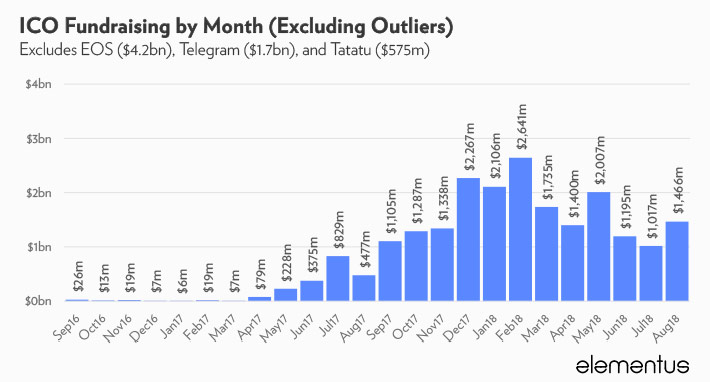 ICO Fundraising by Month (Excluding Outliers)
Excludes EOS ($4.2bn), Telegram ($1.7bn), and Tatatu ($575m)
$4bn
$3bn
$2bn
$1bn
$0bn
$26m
$13m
$19m
$7m
$6m
$19m
$7m
$79m
$228m
$375m
$829m
$477m
$1,105m
$1,287m
$1,338m
$2,267m
$2,106m
$2,641m
$1,735m
$1,400m
$2,007m
$1,195m
$1,017m
$1,466m
Sep16
Oct16
Nov16
Dec16
Jan17
Feb17
Mar17
Apr17
May17
Jun17
Jul17
Aug17
Sep17
Oct17
Nov17
Dec17
Jan18
Feb18
Mar18
Apr18
May18
Jun18
Jul18
Aug18
elementus